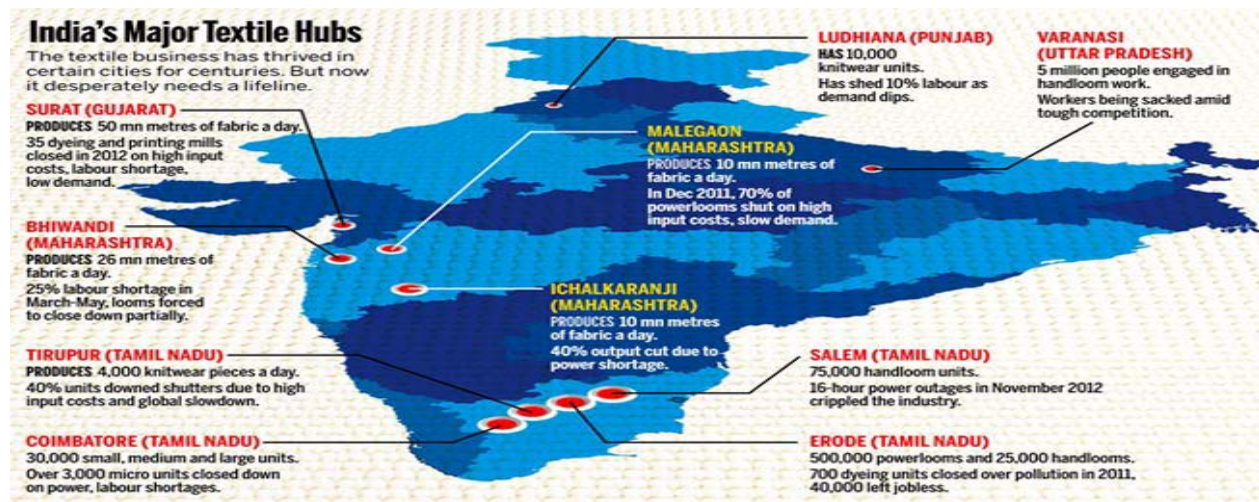 India's Major Textile Hubs
The textile business has thrived in
certain cities for centuries. But now
it desperately needs a lifeline.
SURAT (GUJARAT)
PRODUCES 50 mn metres of fabric a day.
35 dyeing and printing mills
closed in 2012 on high input
costs, labour shortage,
low demand.
BHIWANDI
(MAHARASHTRA)
PRODUCES 26 mn metres of
fabric a day.
25% labour shortage in
March-May, looms forced
to close down partially.
TIRUPUR (TAMIL NADU)
PRODUCES 4,000 knitwear pieces a day.
40% units downed shutters due to high
input costs and global slowdown.
COIMBATORE (TAMIL NADU)
30,000 small, medium and large units.
Over 3,000 micro units closed down
on power, labour shortages.
LUDHIANA (PUNJAB)
HAS 10,000
knitwear units.
Has shed 10% labour as
demand dips.
VARANASI
(UTTAR PRADESH)
5 million people engaged in
handloom work.
Workers being sacked amid
tough competition.
MALEGAON
(MAHARASHTRA)
PRODUCES 10 mn metres of
fabric a day.
In Dec 2011, 70% of
powerlooms shut on high
input costs, slow demand.
ICHALKARANJI
(MAHARASHTRA)
PRODUCES 10 mn metres
of fabric a day.
40% output cut due to
power shortage.
SALEM (TAMIL NADU)
75,000 handloom units.
16-hour power outages in November 2012
crippled the industry.
ERODE (TAMIL NADU)
500,000 powerlooms and 25,000 handlooms.
700 dyeing units closed over pollution in 2011,
40,000 left jobless.